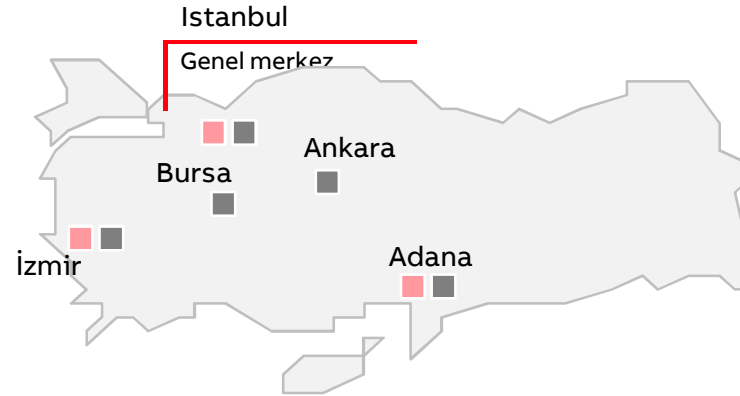 Istanbul
Genel merkez
Ankara
Bursa
Adana
İzmir